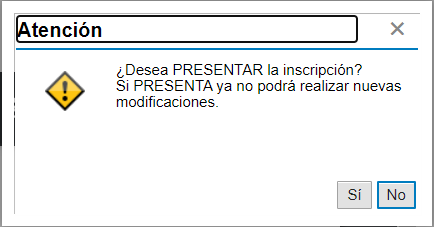 Atención
¿Desea PRESENTAR la inscripción?
Si PRESENTA ya no podrá realizar nuevas
modificaciones.
Sí No